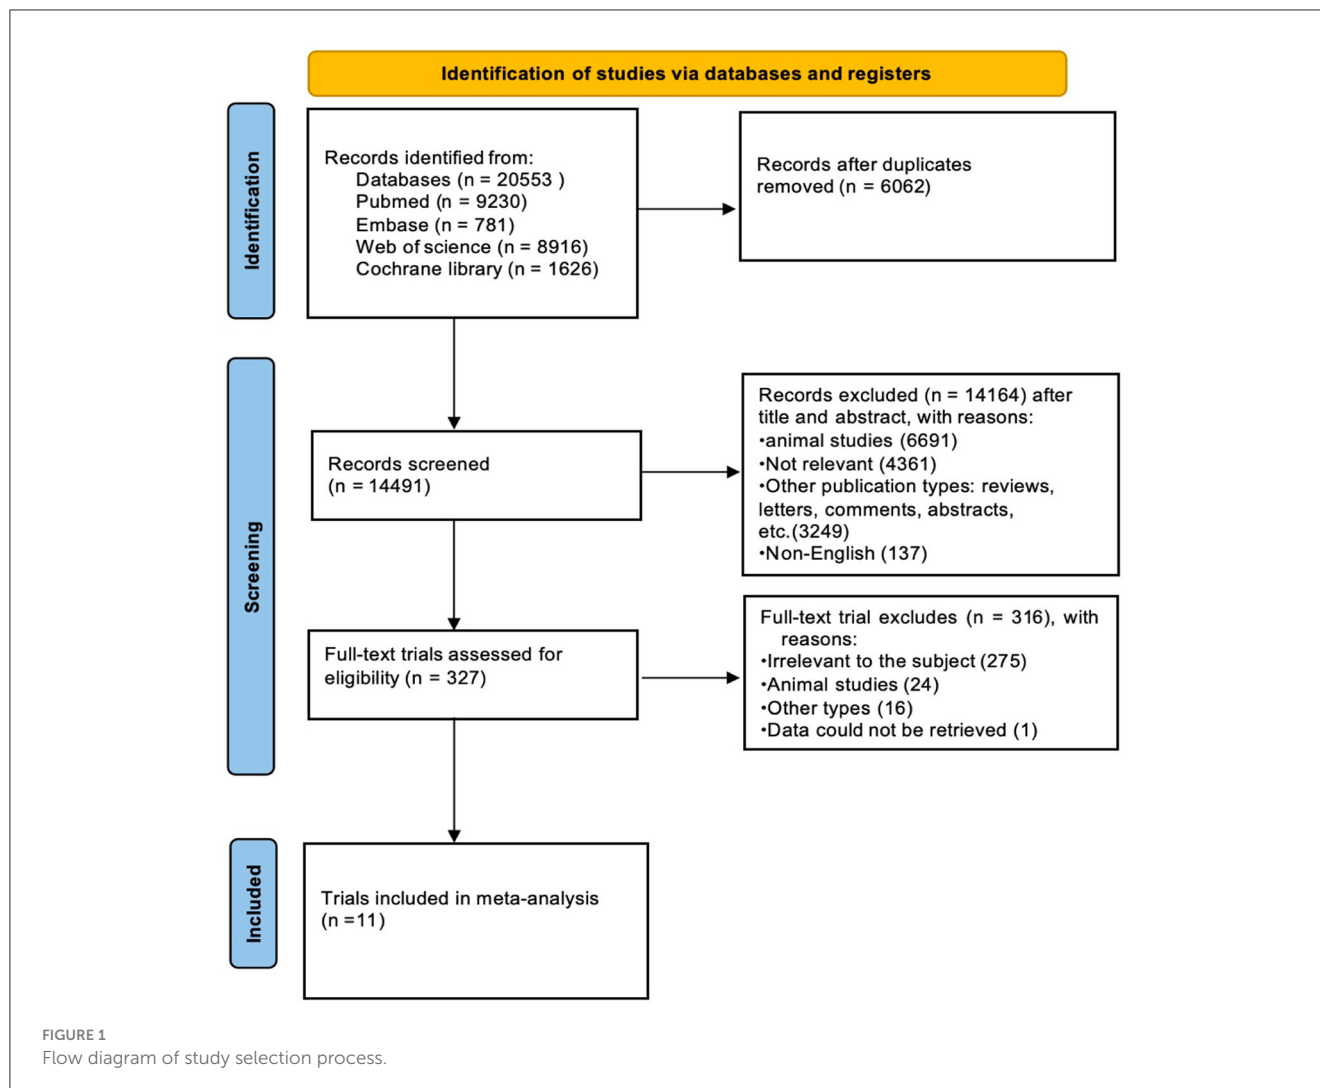 Identification of studies via databases and registers
Identification
Records identified from:
Databases (n = 20553 )
Pubmed (n = 9230)
Embase (n = 781)
Web of science (n = 8916)
Cochrane library (n = 1626)
Records after duplicates
removed (n = 6062)
Screening
Records screened
(n = 14491)
Records excluded (n = 14164) after
title and abstract, with reasons:
•animal studies (6691)
•Not relevant (4361)
•Other publication types: reviews,
letters, comments, abstracts,
etc.(3249)
•Non-English (137)
Full-text trials assessed for
eligibility (n = 327)
Full-text trial excludes (n = 316), with
reasons:
•Irrelevant to the subject (275)
•Animal studies (24)
•Other types (16)
•Data could not be retrieved (1)
Included
Trials included in meta-analysis
(n =11)
FIGURE 1
Flow diagram of study selection process.